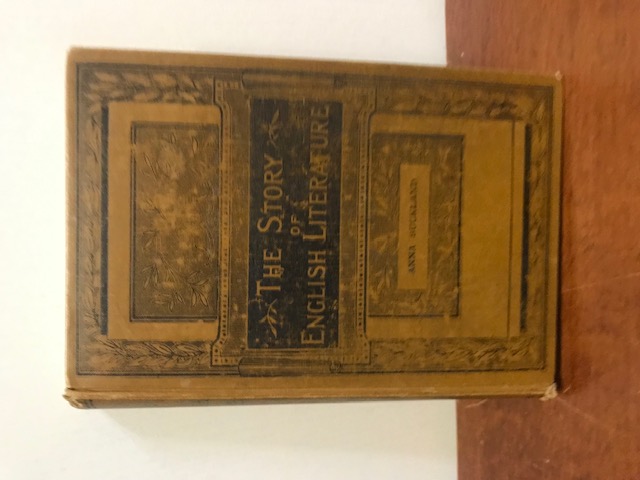 THE STORY
OF
ENGLISH LITERATURE
ANNA BUCKLAND